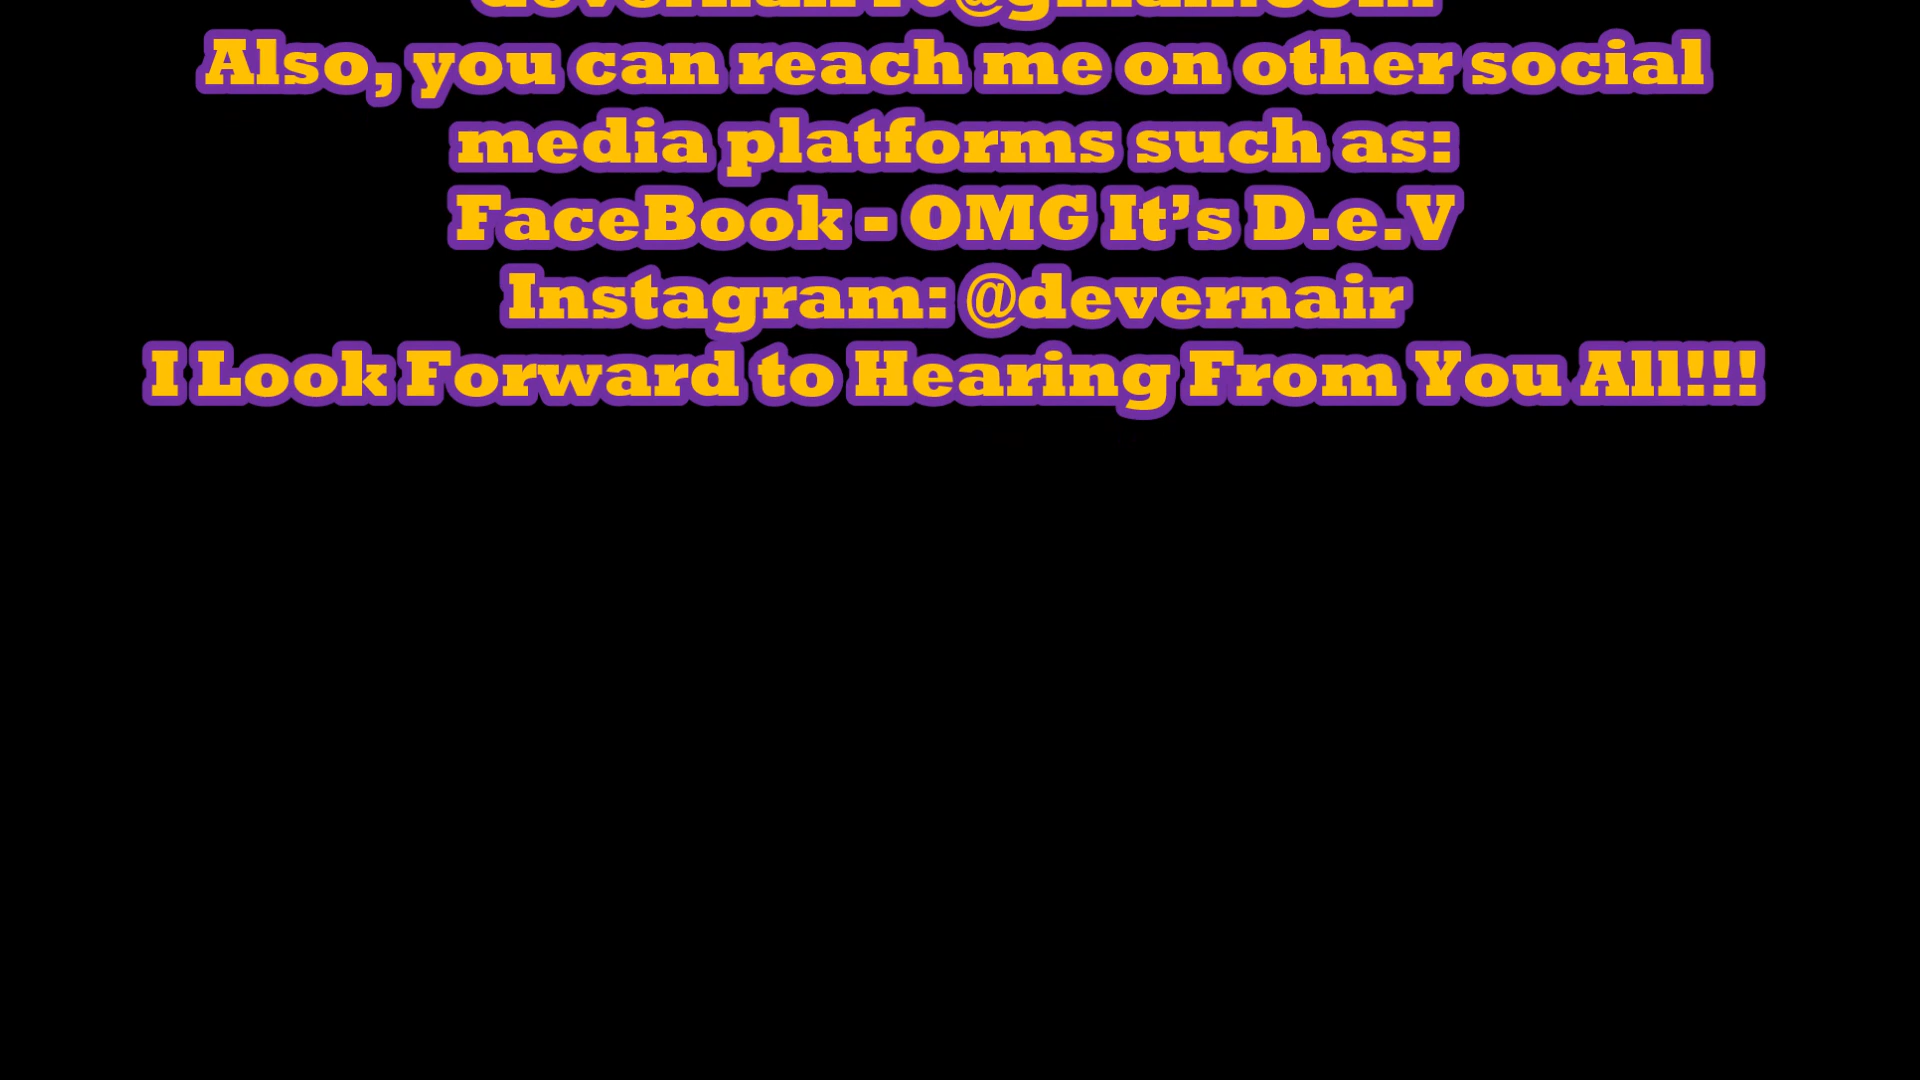 Also, you can reach me on other social
media platforms such as:
FaceBook - OMG It’s D.e.V
Instagram: @devernair
I Look Forward to Hearing From You All!!!